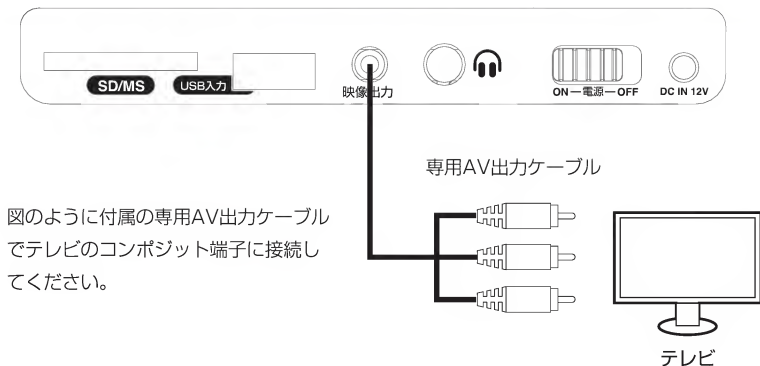 SD/MS
USB入力
映像出力
ON ー 電源 ー OFF
DC IN 12V
専用AV出力ケーブル
図のように付属の専用AV出力ケーブル
でテレビのコンポジット端子に接続し
てください。
テレビ